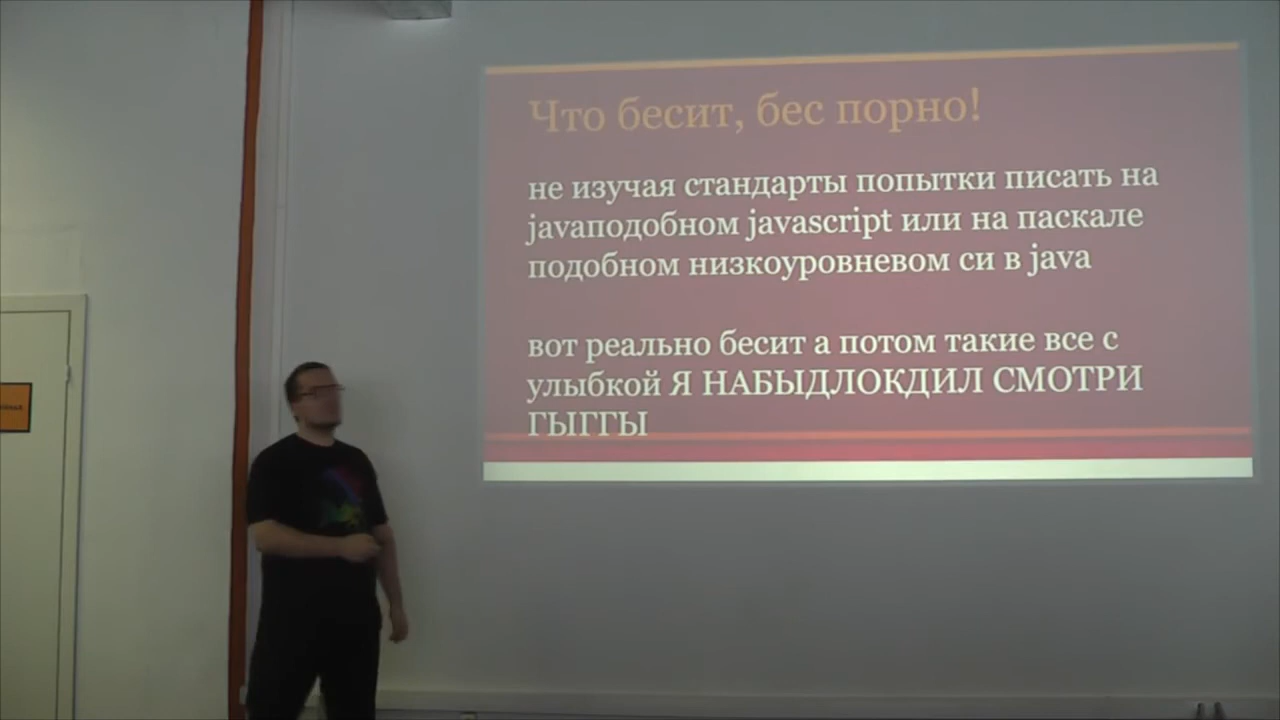 Что бесит, бес порно!
не изучая стандарты попытки писать на
javaподобном javascript или на паскале
подобном низкоуровневом си в java
вот реально бесит а потом такие все с
улыбкой Я НАБЫДЛОКДИЛ СМОТРИ
ГЫГГЫ